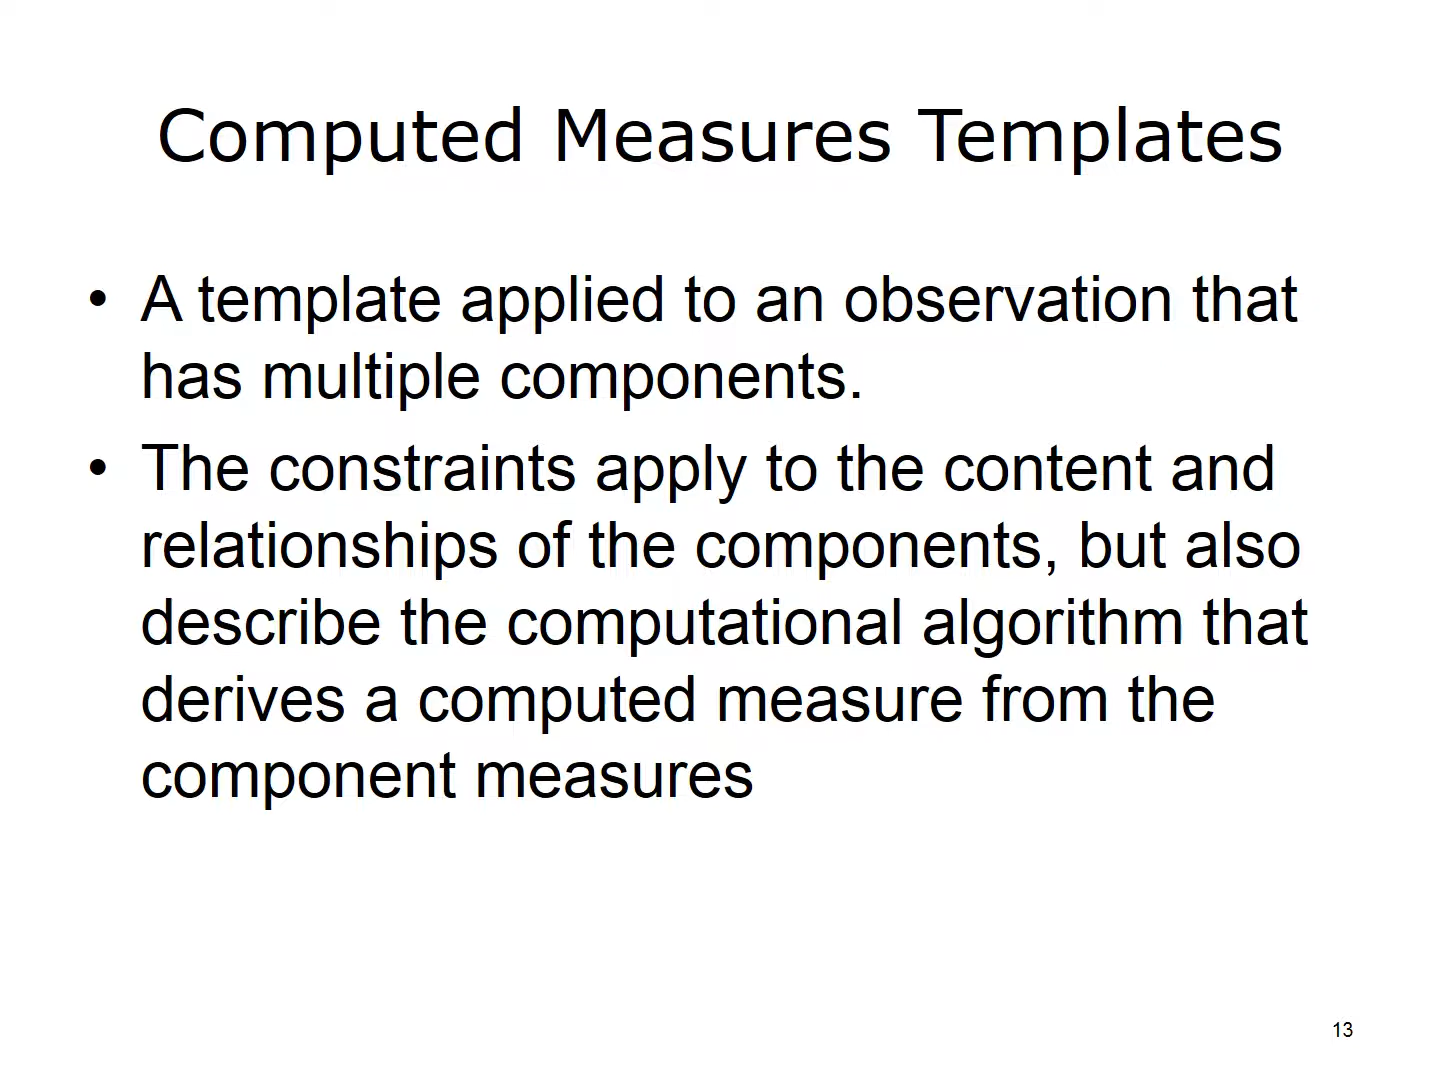 Computed Measures Templates
• A template applied to an observation that
has multiple components.
• The constraints apply to the content and
relationships of the components, but also
describe the computational algorithm that
derives a computed measure from the
component measures
13